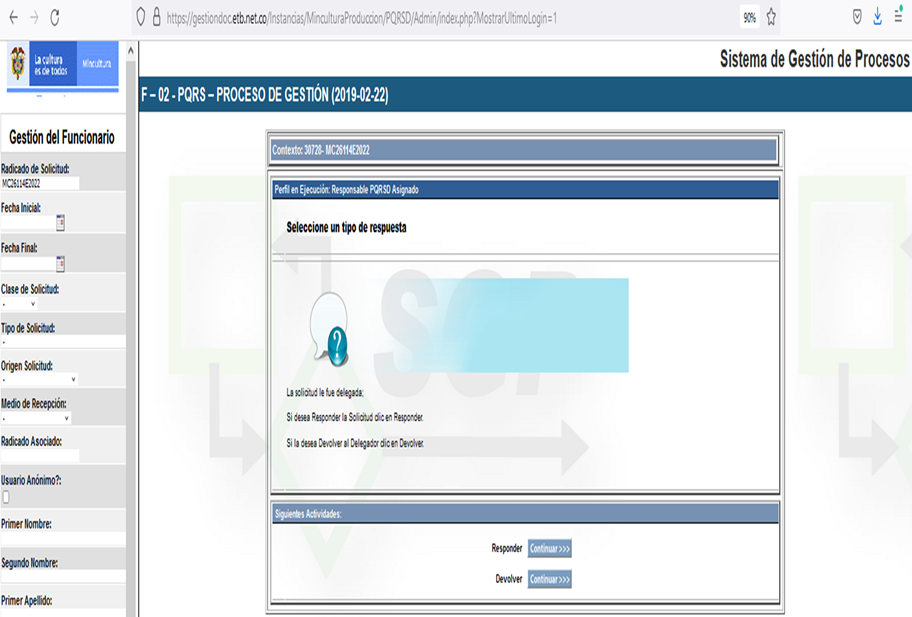 https://gestiondoc.etb.net.co/Instancias/MinculturaProduccion/PQRSD/Admin/index.php?MostrarUltimoLogin=1
90%
La cultura
es de todos
Mincultura
Sistema de Gestión de Procesos
F – 02 - PQRS – PROCESO DE GESTIÓN (2019-02-22)
Gestión del Funcionario
Radicado de Solicitud:
MC26114E2022
Fecha Inicial:
Fecha Final:
Clase de Solicitud:
-
Tipo de Solicitud:
-
Origen Solicitud:
-
Medio de Recepción:
-
Radicado Asociado:
Usuario Anónimo?:
Primer Nombre:
Segundo Nombre:
Primer Apellido:
Contexto: 30728- MC26114E2022
Perfil en Ejecución: Responsable PQRSD Asignado
Seleccione un tipo de respuesta
SGP
?
La solicitud le fue delegada;
Si desea Responder la Solicitud clic en Responder.
Si la desea Devolver al Delegador clic en Devolver.
Siguientes Actividades:
Responder Continuar >>>
Devolver Continuar >>>